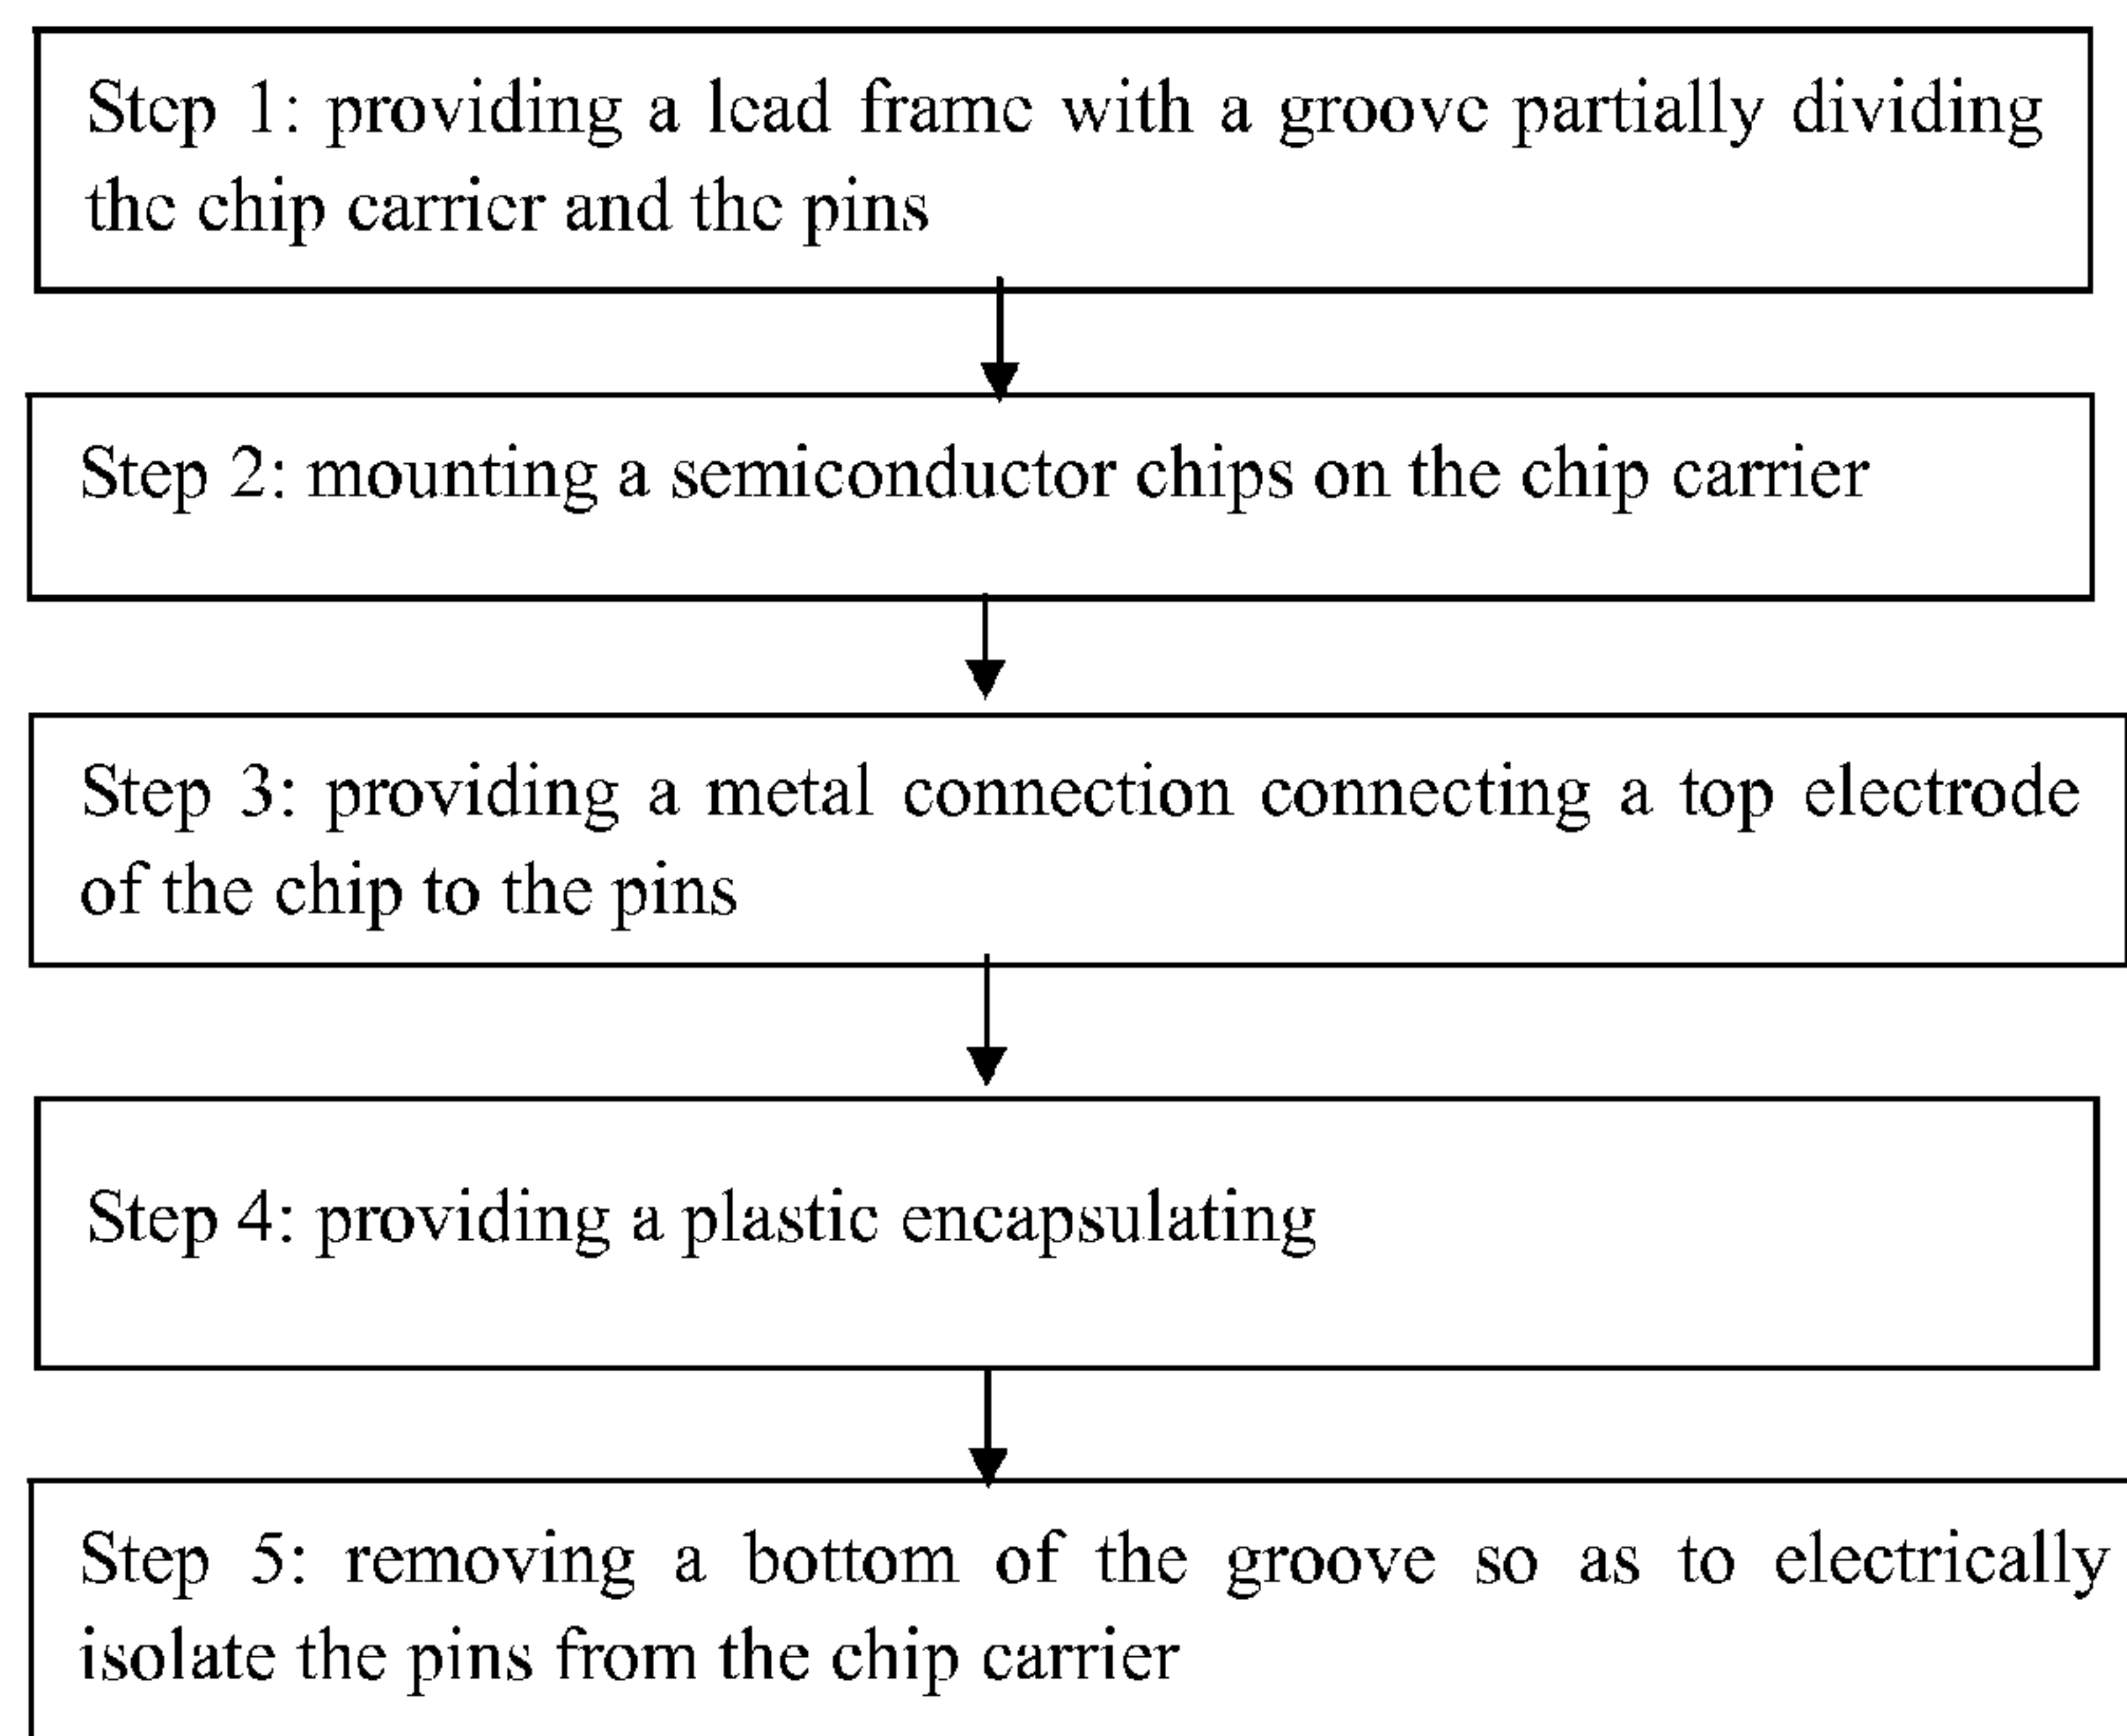 Step 1: providing a lead frame with a groove partially dividing
the chip carrier and the pins
Step 2: mounting a semiconductor chips on the chip carrier
Step 3: providing a metal connection connecting a top electrode
of the chip to the pins
Step 4: providing a plastic encapsulating
Step 5: removing a bottom of the groove so as to electrically
isolate the pins from the chip carrier